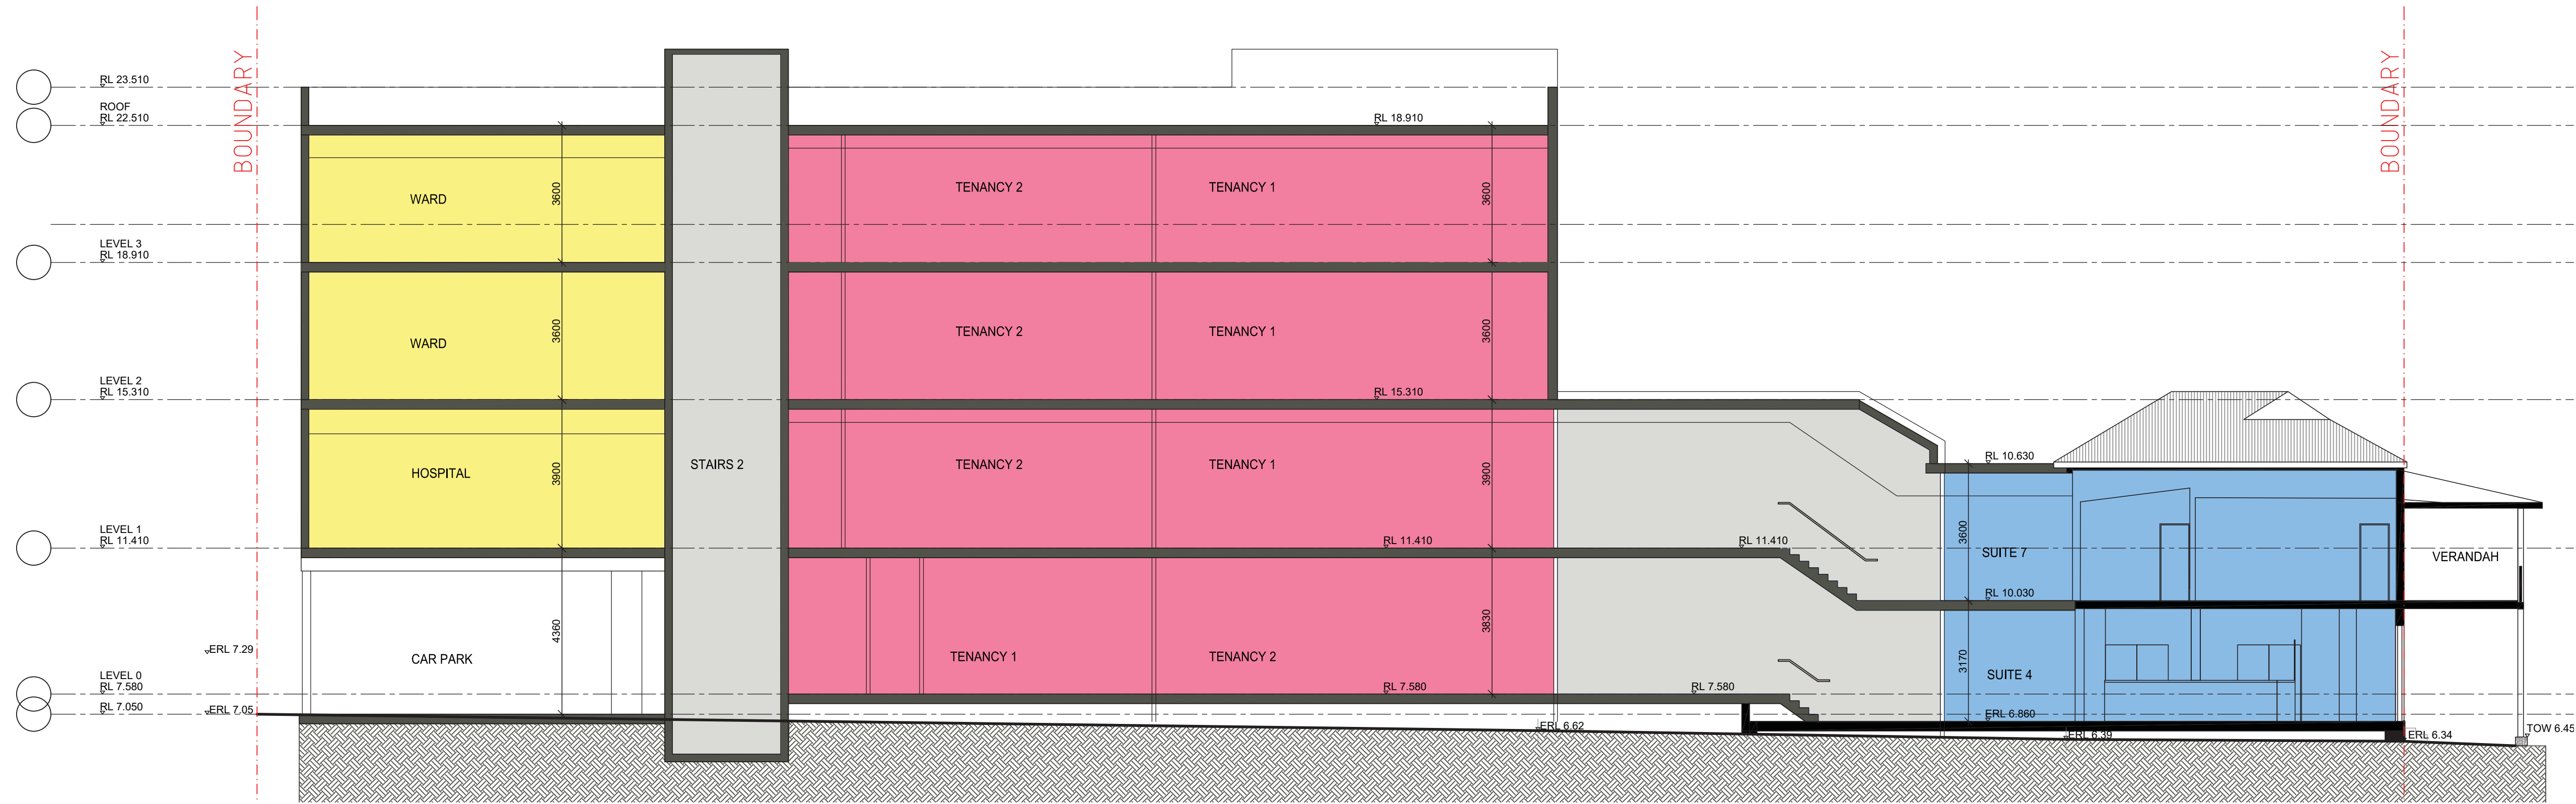 BOUNDARY
BOUNDARY
RL 23.510
ROOF
RL 22.510
RL 18.910
WARD
3600
TENANCY 2
TENANCY 1
3600
LEVEL 3
RL 18.910
WARD
3600
TENANCY 2
TENANCY 1
3600
LEVEL 2
RL 15.310
RL 15.310
HOSPITAL
3900
STAIRS 2
TENANCY 2
TENANCY 1
3900
RL 10.630
LEVEL 1
RL 11.410
RL 11.410
RL 11.410
3600
SUITE 7
VERANDAH
RL 10.030
ERL 7.29
CAR PARK
4360
TENANCY 1
TENANCY 2
3830
3170
SUITE 4
LEVEL 0
RL 7.580
RL 7.580
RL 7.580
RL 7.050
ERL 7.05
ERL 6.860
ERL 6.62
ERL 6.39
ERL 6.34
TOW 6.45